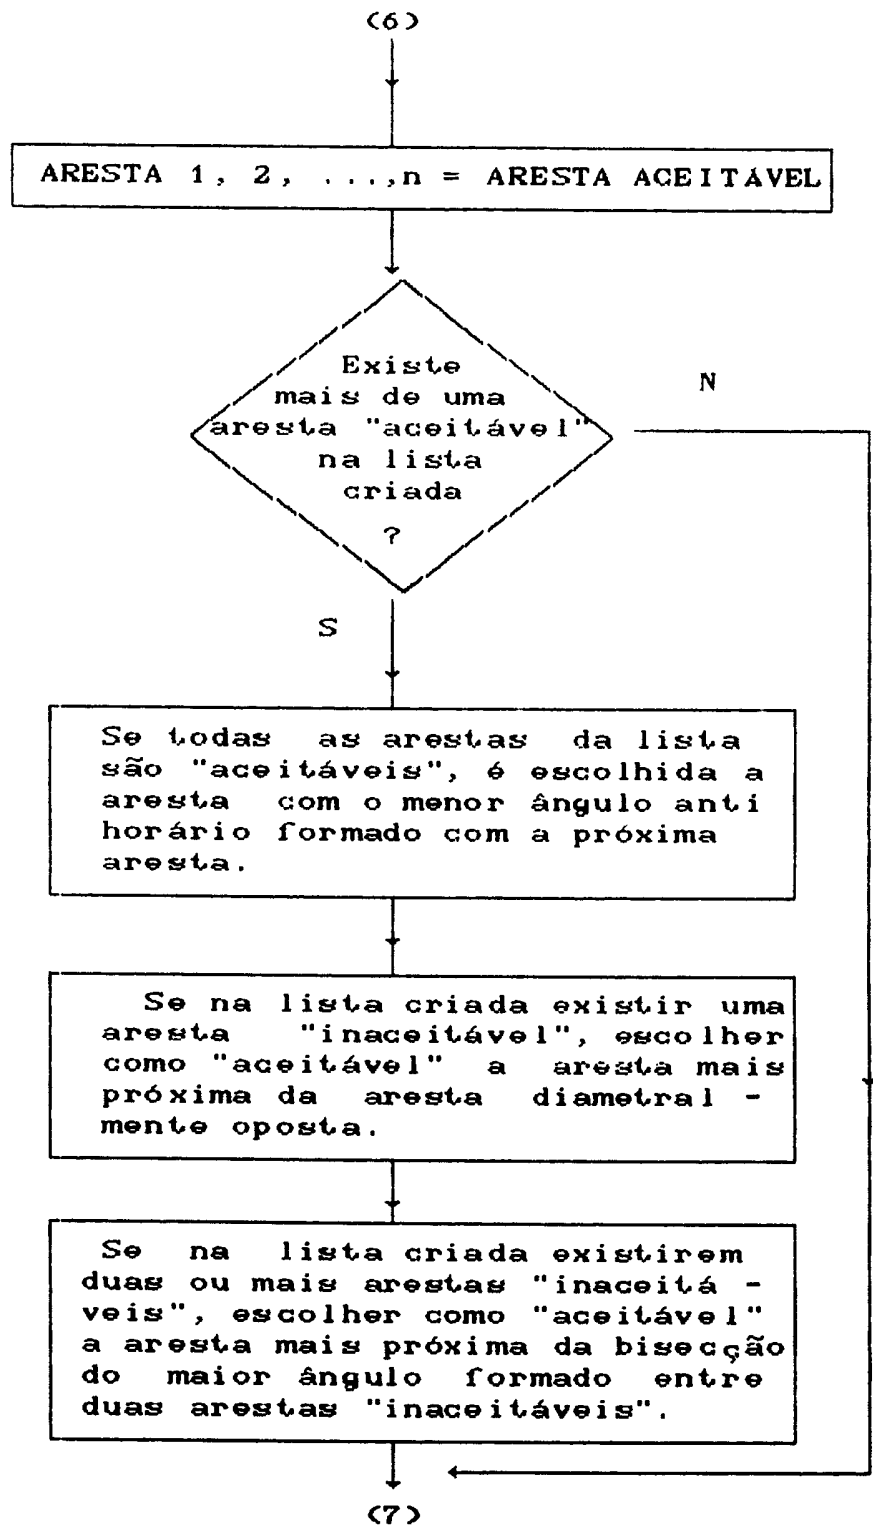 (6)
ARESTA 1, 2, ...,n = ARESTA ACEITÁVEL
Existe
mais de uma
aresta "aceitável"
na lista
criada
?
N
S
Se todas as arestas da lista
são "aceitáveis", é escolhida a
aresta com o menor ângulo anti
horário formado com a próxima
aresta.
Se na lista criada existir uma
aresta "inaceitável", escolher
como "aceitável" a aresta mais
próxima da aresta diametral -
mente oposta.
Se na lista criada existirem
duas ou mais arestas "inaceitá -
veis", escolher como "aceitável"
a aresta mais próxima da bisecção
do maior ângulo formado entre
duas arestas "inaceitáveis".
(7)